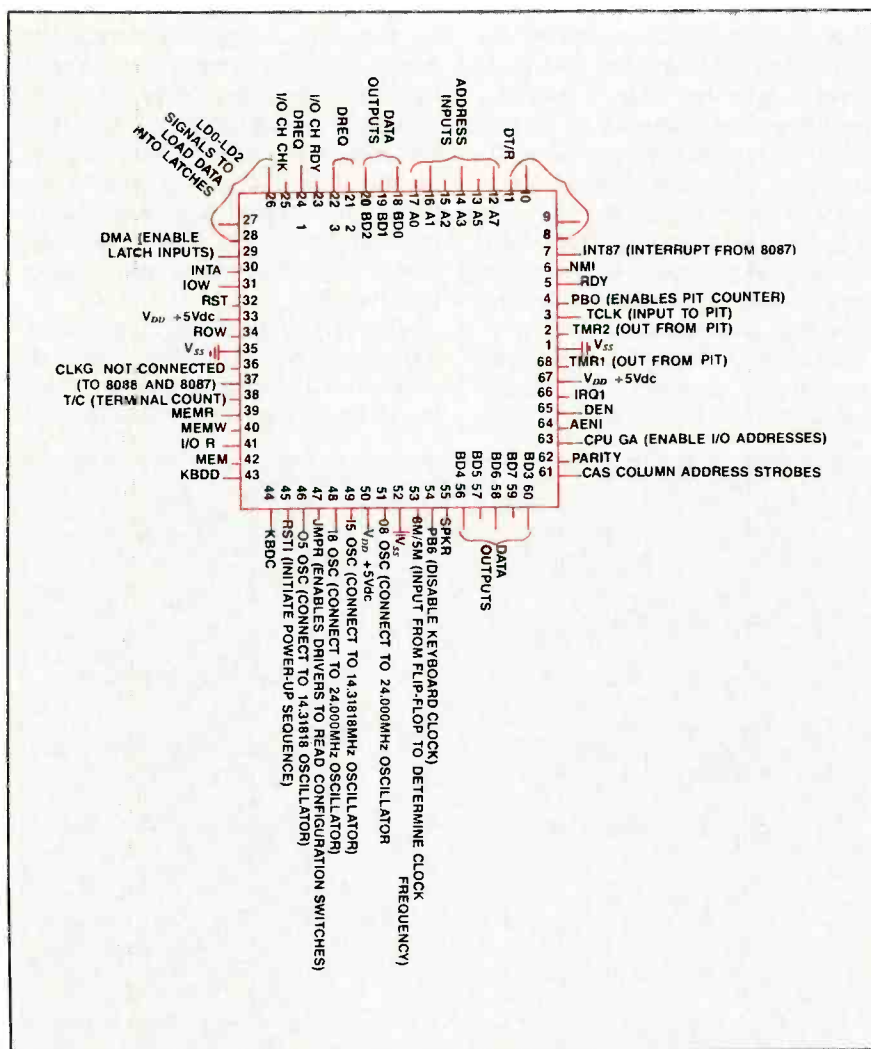 LD0-LD2
SIGNALS TO
LOAD DATA
INTO LATCHES
26
I/O CH CHK
25
DREQ
24 1
I/O CH RDY
23
DREQ
22 3
21 2
DATA
OUTPUTS
20 BD2
19 BD1
18 BD0
ADDRESS
INPUTS
17 A0
16 A1
15 A2
14 A3
13 A5
12 A7
DT/R
11
10
27
28
DMA (ENABLE
LATCH INPUTS)
29
INTA 30
IOW 31
RST 32
VDD +5Vdc 33
ROW 34
VSS 35
CLKG NOT CONNECTED 36
(TO 8088 AND 8087) 37
T/C (TERMINAL COUNT) 38
MEMR 39
MEMW 40
I/O R 41
MEM 42
KBDD 43
9
8
7 INT87 (INTERRUPT FROM 8087)
6 NMI
5 RDY
4 PBO (ENABLES PIT COUNTER)
3 TCLK (INPUT TO PIT)
2 TMR2 (OUT FROM PIT)
1 VSS
68 TMR1 (OUT FROM PIT)
67 VDD +5Vdc
66 IRQ1
65 DEN
64 AENI
63 CPU GA (ENABLE I/O ADDRESSES)
62 PARITY
61 CAS COLUMN ADDRESS STROBES
BD3 60
BD7 59
BD6 58
BD5 57
BD4 56
DATA
OUTPUTS
55 SPKR
54 PB6 (DISABLE KEYBOARD CLOCK)
53 8M/5M (INPUT FROM FLIP-FLOP TO DETERMINE CLOCK
FREQUENCY)
52 VSS
51 O8 OSC (CONNECT TO 24.000MHz OSCILLATOR
50 VDD +5Vdc
49 I5 OSC (CONNECT TO 14.31818MHz OSCILLATOR)
48 I8 OSC (CONNECT TO 24.000MHz OSCILLATOR)
47 JMPR (ENABLES DRIVERS TO READ CONFIGURATION SWITCHES)
46 O5 OSC (CONNECT TO 14.31818 OSCILLATOR)
45 RSTI (INITIATE POWER-UP SEQUENCE)
44 KBDC